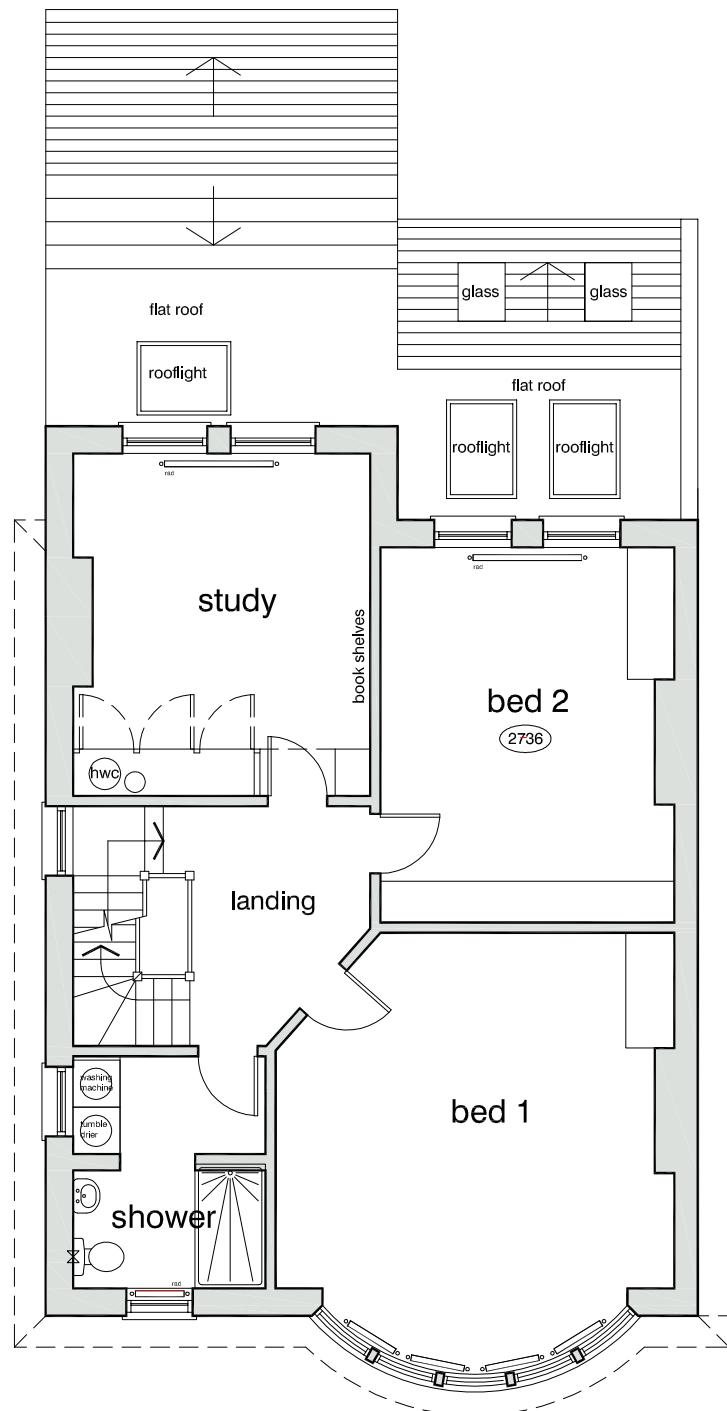 glass
glass
flat roof
rooflight
flat roof
rooflight
rooflight
rad
rad
study
book shelves
bed 2
2736
hwc
landing
washing
machine
tumble
drier
bed 1
shower
rad